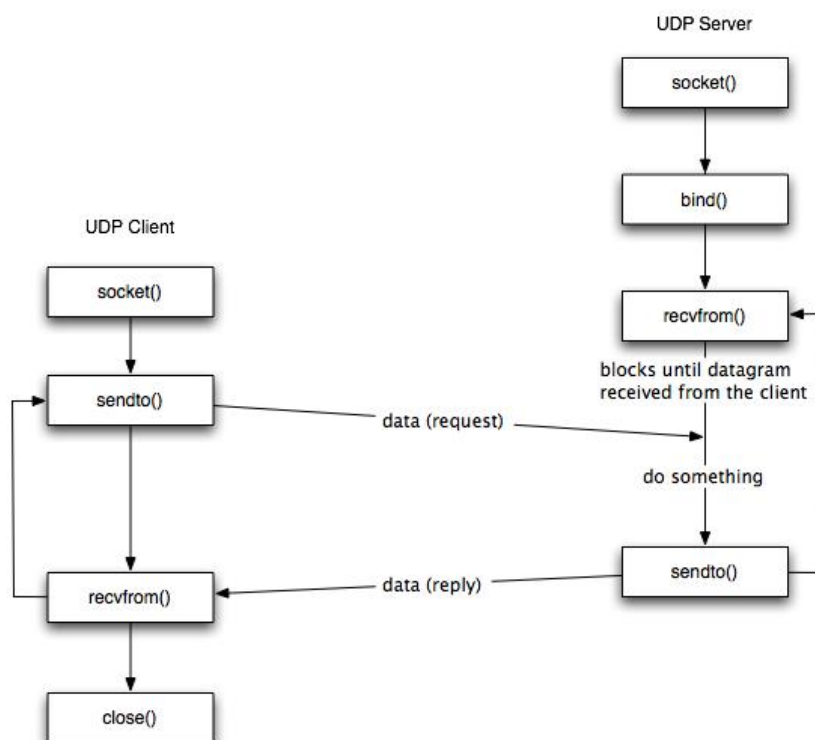 UDP Server
socket()
bind()
UDP Client
socket()
recvfrom()
blocks until datagram
received from the client
sendto()
data (request)
do something
sendto()
data (reply)
recvfrom()
close()